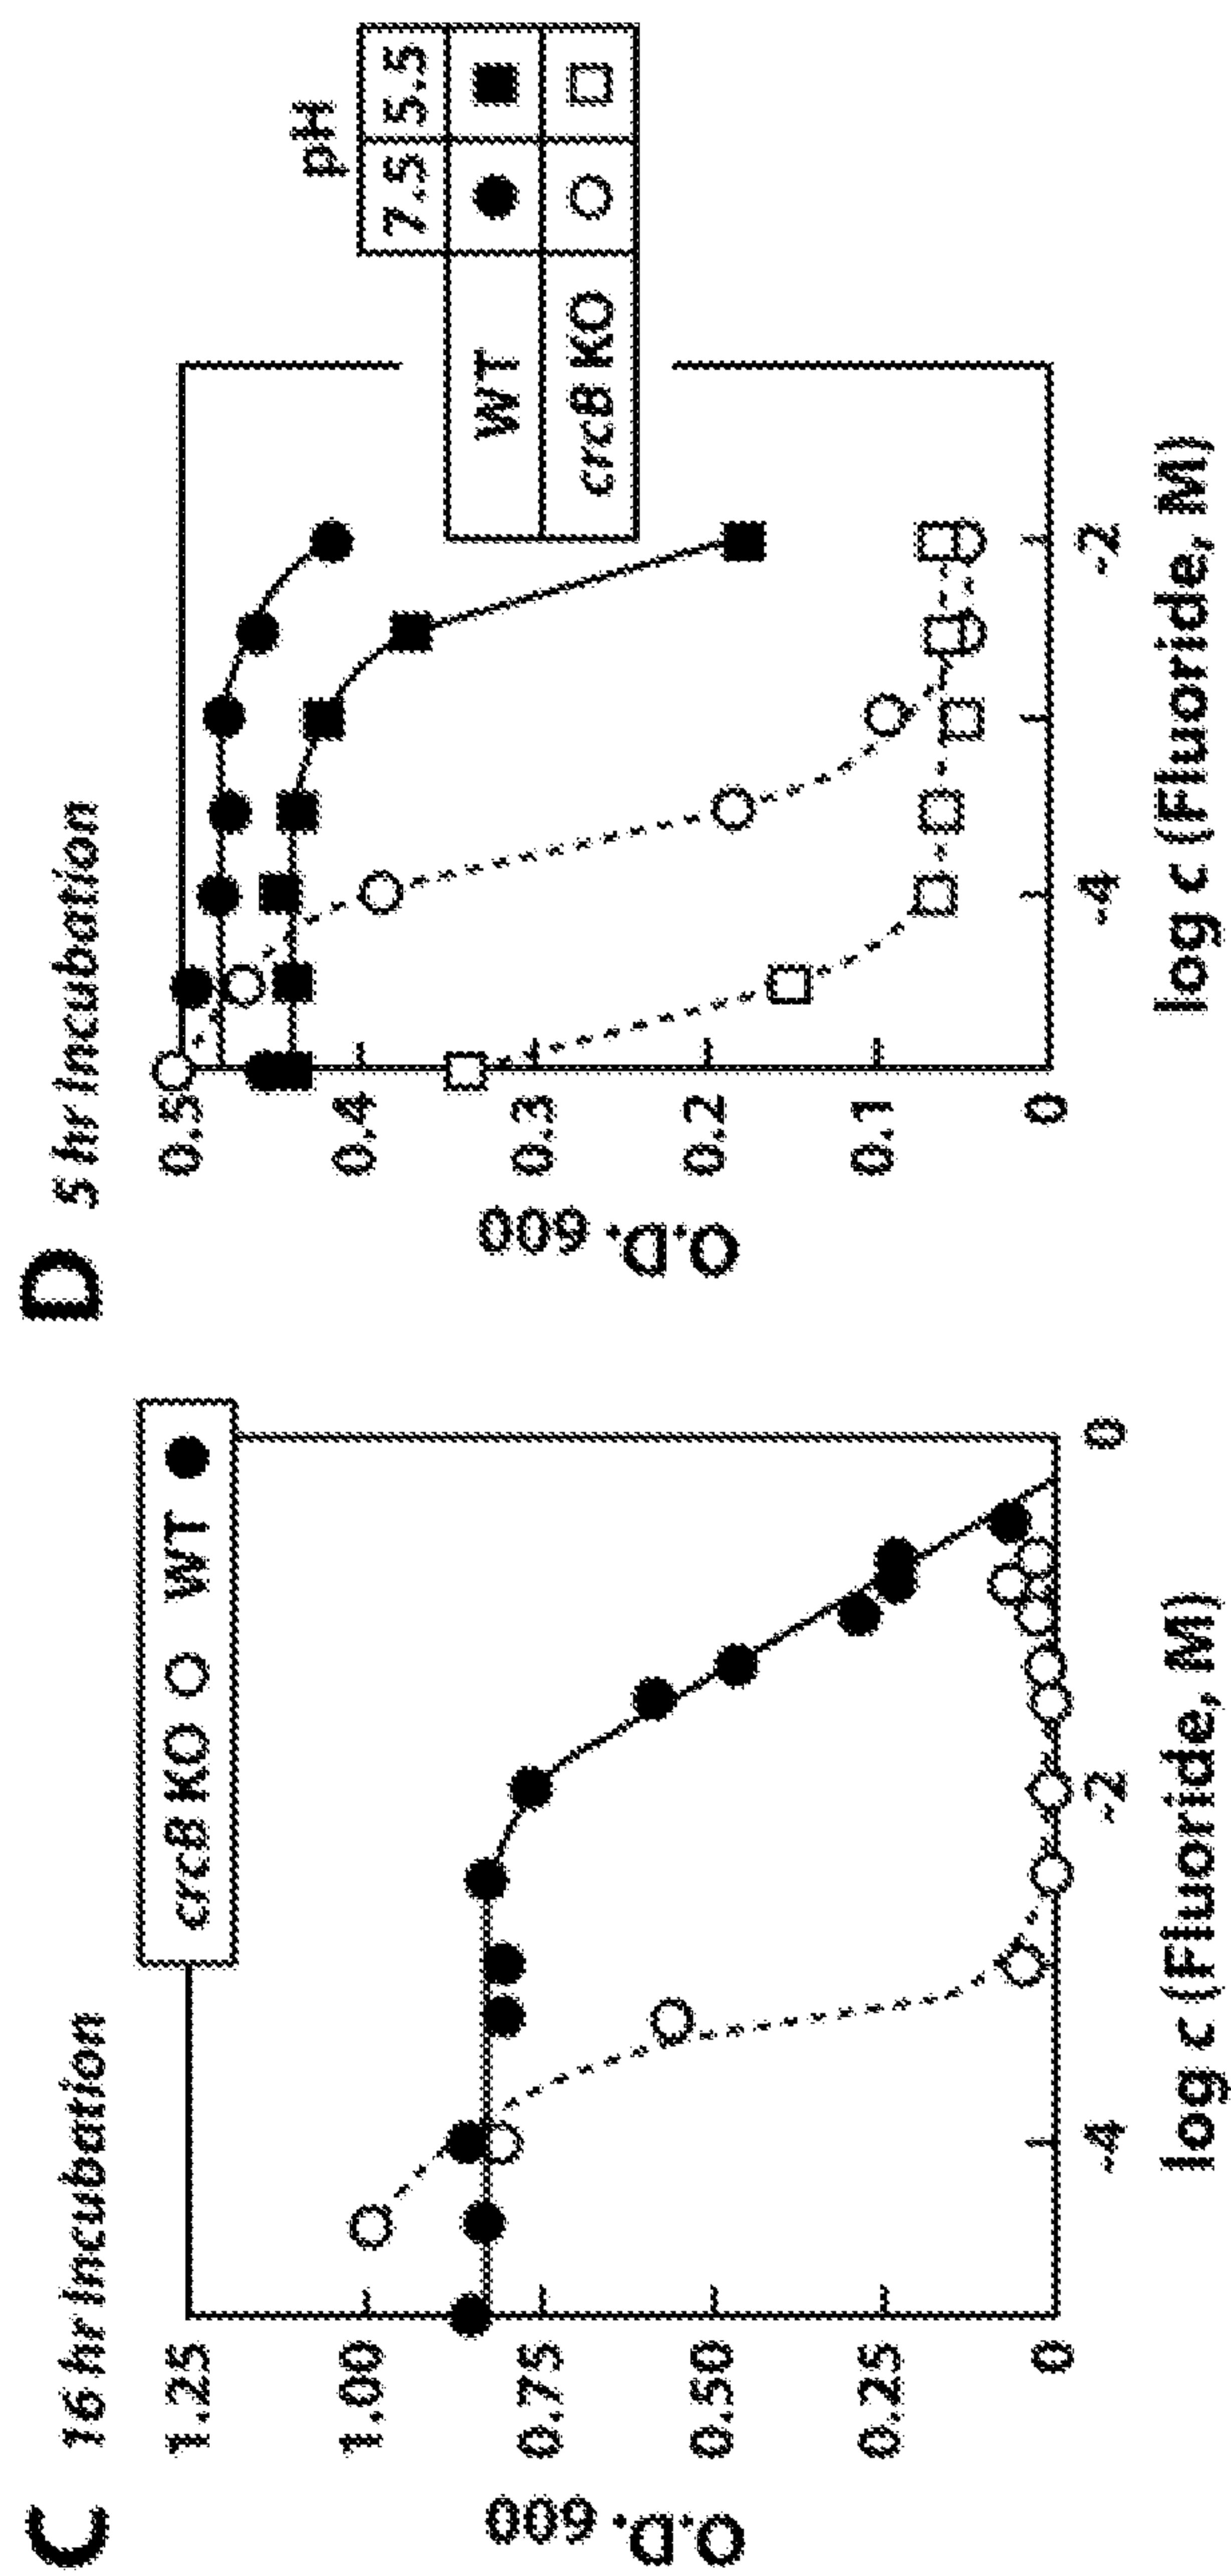 C 16 hr Incubation
crcB KO WT
1.25
1.00
0.75
0.50
0.25
0
O.D. 600
-4 -2 0
log c (Fluoride, M)
D 5 hr Incubation
pH
7.5 5.5
WT
crcB KO
0.5
0.4
0.3
0.2
0.1
0
O.D. 600
-4 -2
log c (Fluoride, M)